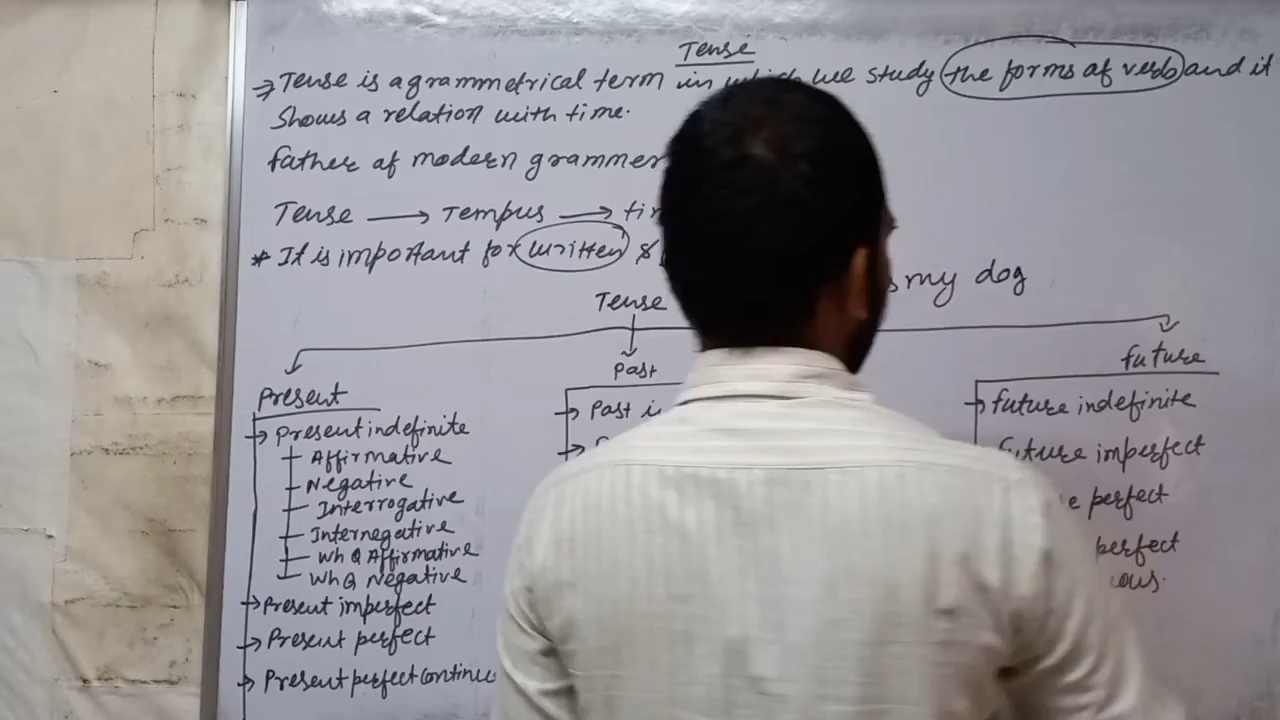 Tense
⇒ Tense is a grammetrical term in which we study the forms of verb and it
shows a relation with time.
father of modern grammer
Tense → Tempus →
* It is important for written &
my dog
Tense
Present
Past
future
→ Present indefinite
Affirmative
Negative
Interrogative
Internegative
Wh Q Affirmative
Wh Q Negative
→ Present imperfect
→ Present perfect
→ Present perfect
→ Past
→ future indefinite
future imperfect
perfect
perfect